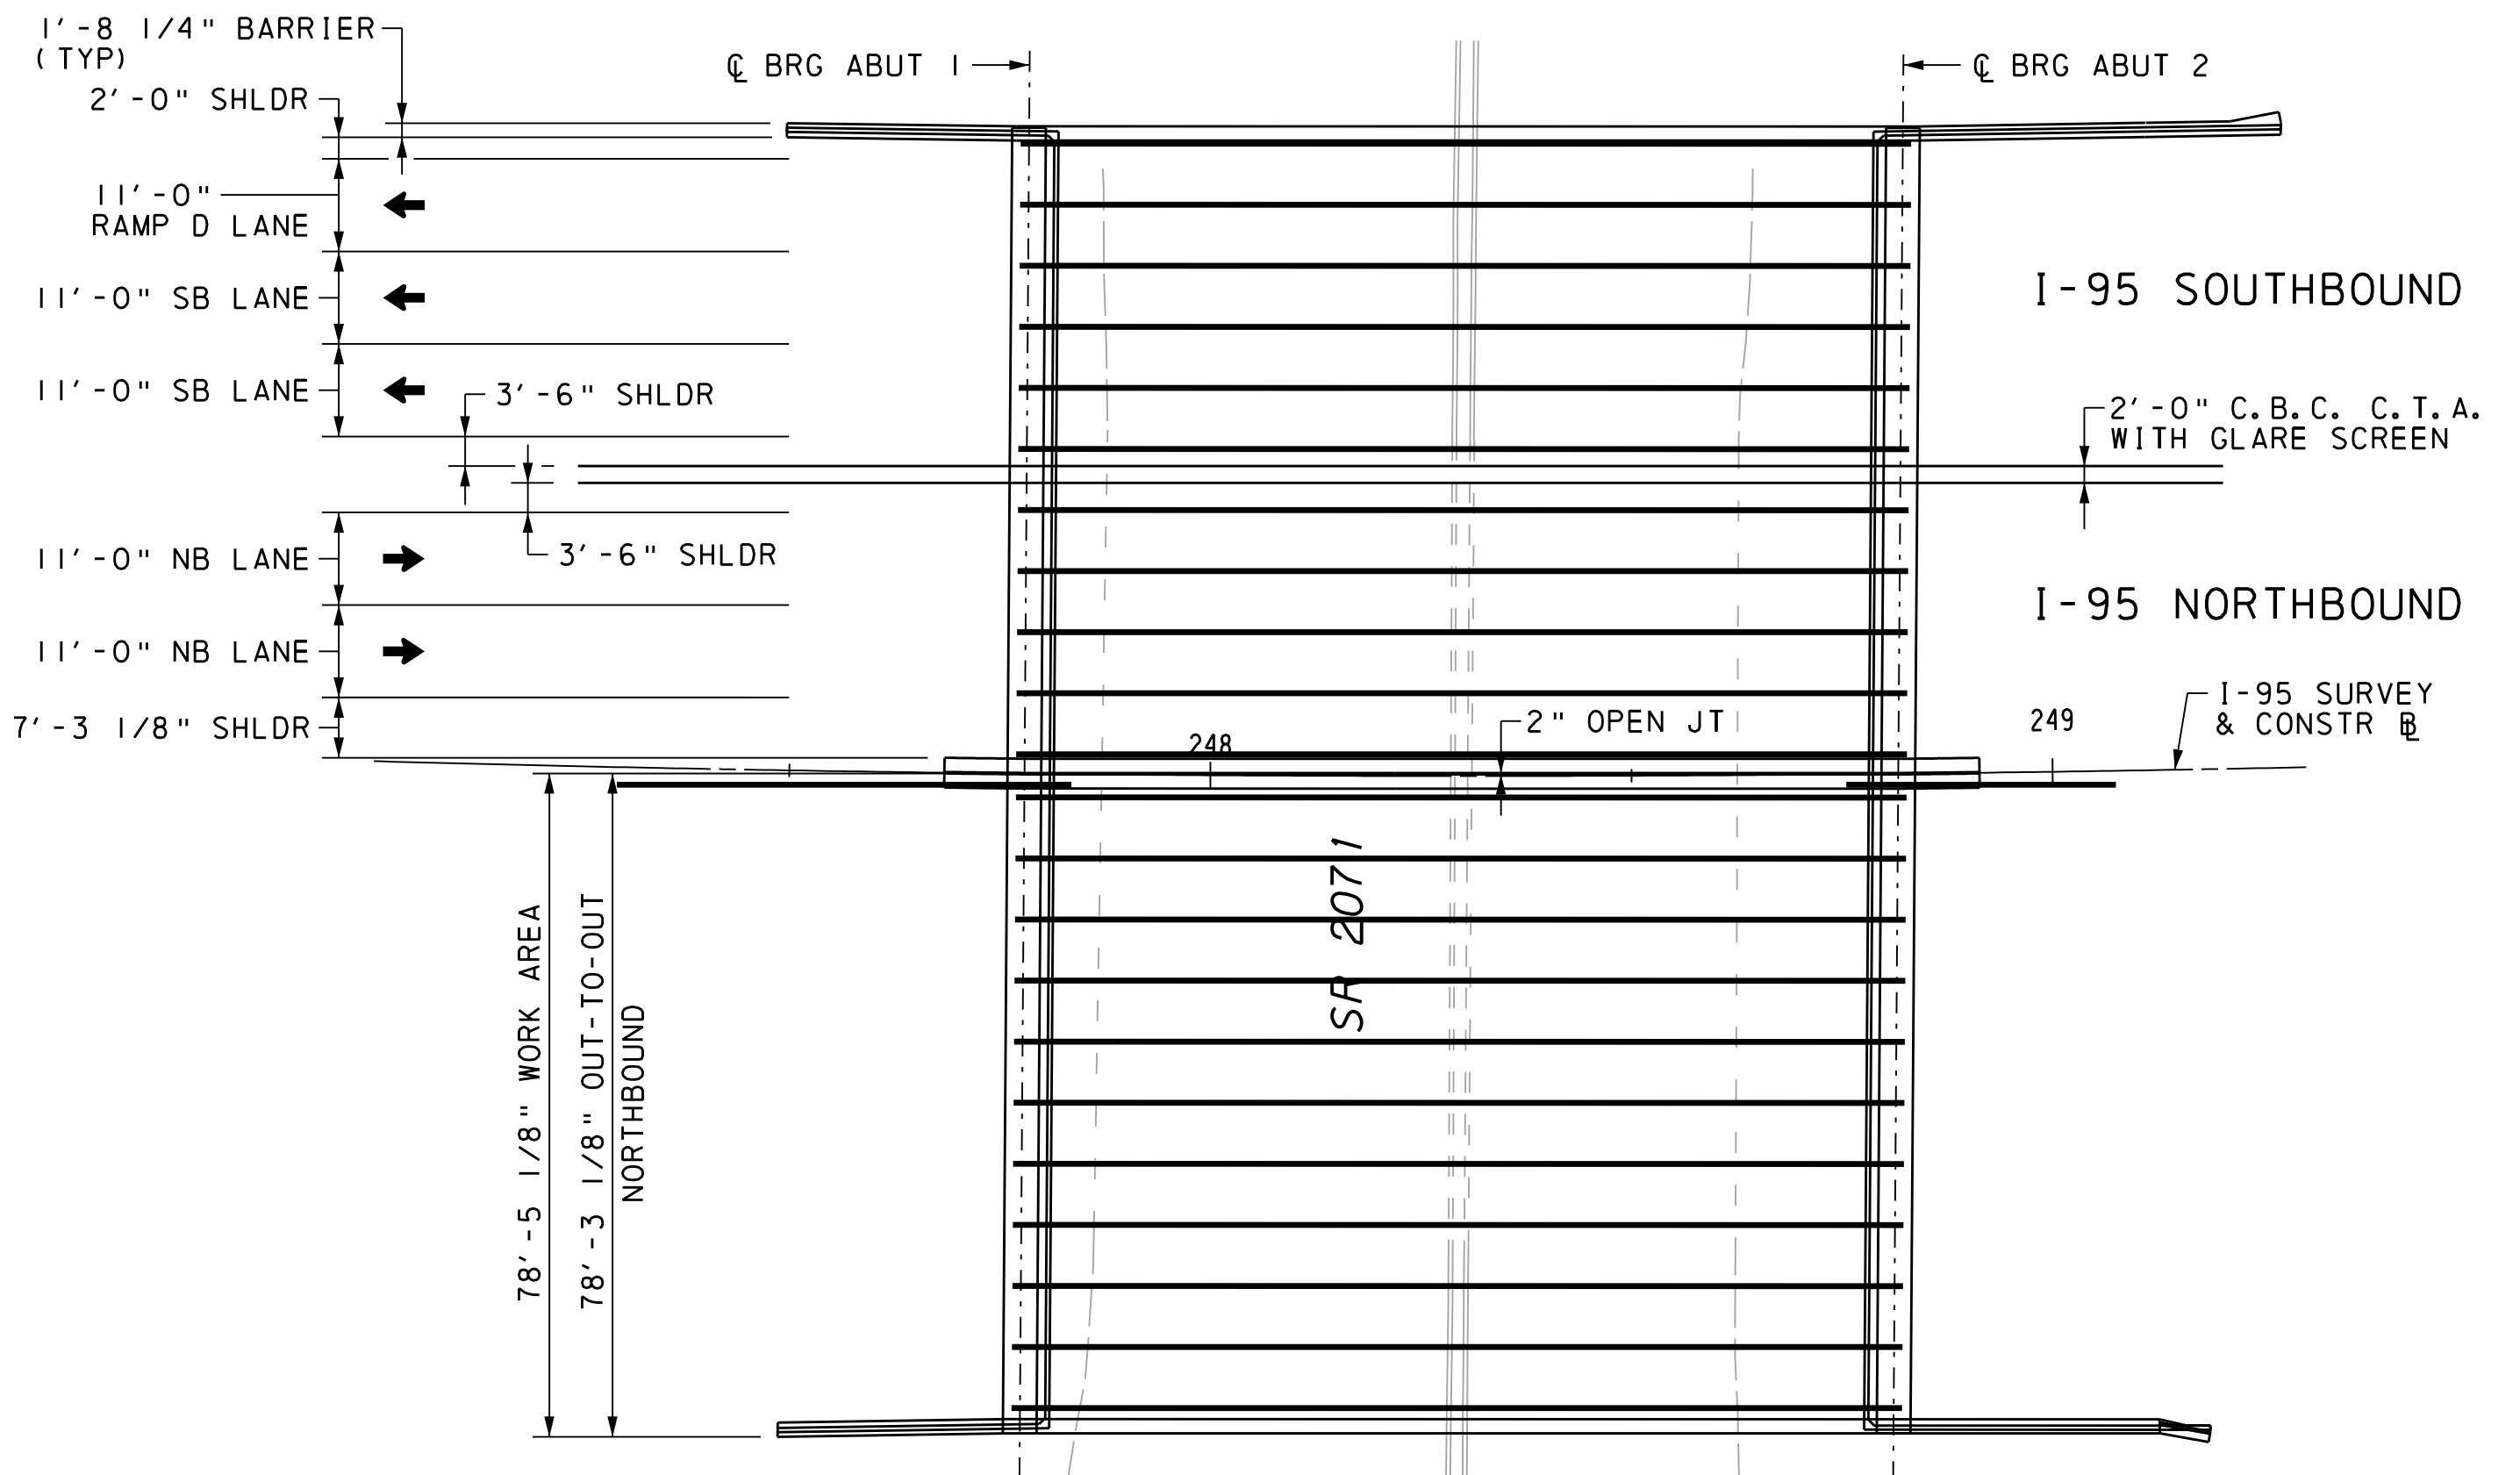 1'-8 1/4" BARRIER
(TYP)
2'-0" SHLDR
℄ BRG ABUT 1
℄ BRG ABUT 2
11'-0"
RAMP D LANE
11'-0" SB LANE
I-95 SOUTHBOUND
11'-0" SB LANE
3'-6" SHLDR
2'-0" C.B.C. C.T.A.
WITH GLARE SCREEN
11'-0" NB LANE
3'-6" SHLDR
I-95 NORTHBOUND
11'-0" NB LANE
7'-3 1/8" SHLDR
248
2" OPEN JT
249
I-95 SURVEY
& CONSTR BL
SR 2071
78'-5 1/8" WORK AREA
78'-3 1/8" OUT-TO-OUT
NORTHBOUND